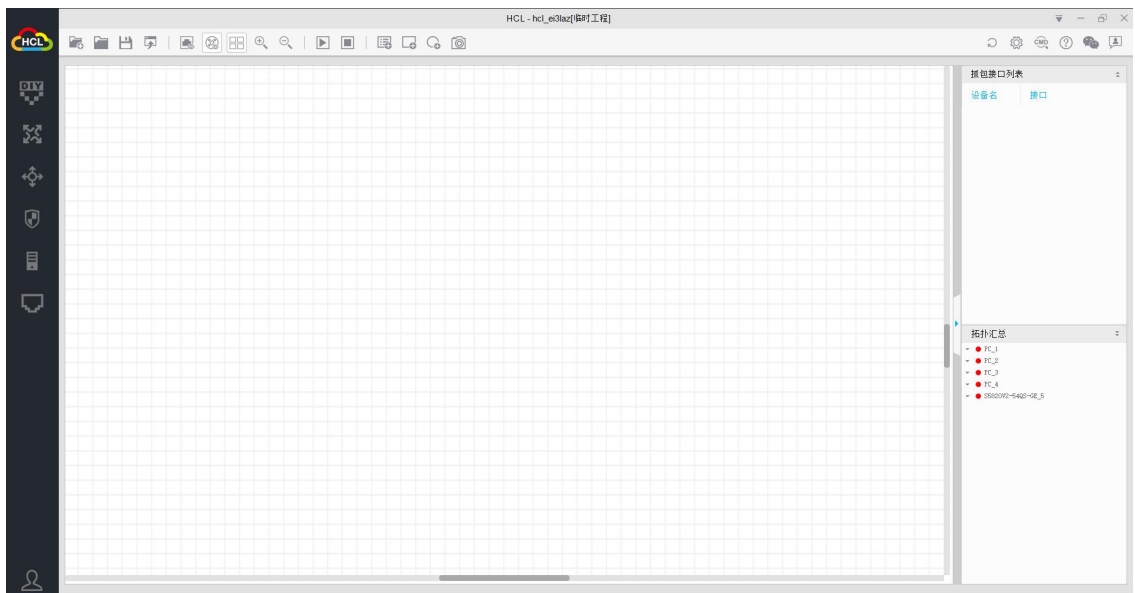 HCL - hcl_ei3laz[临时工程]
HCL
CMD
DIY
抓包接口列表
设备名 接口
拓扑汇总
PC_1
PC_2
PC_3
PC_4
S5820V2-54QS-GE_5